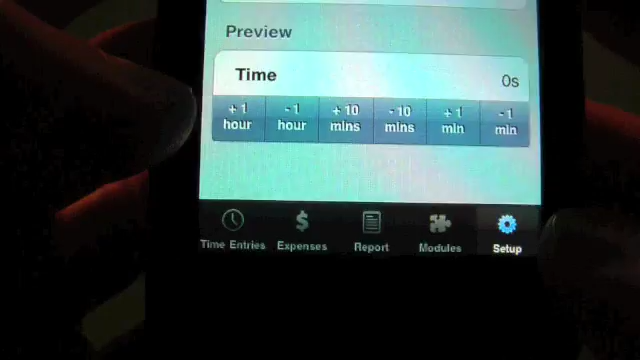 Preview
Time 0s
+ 1 hour
- 1 hour
+ 10 mins
- 10 mins
+ 1 min
- 1 min
Time Entries Expenses Report Modules Setup